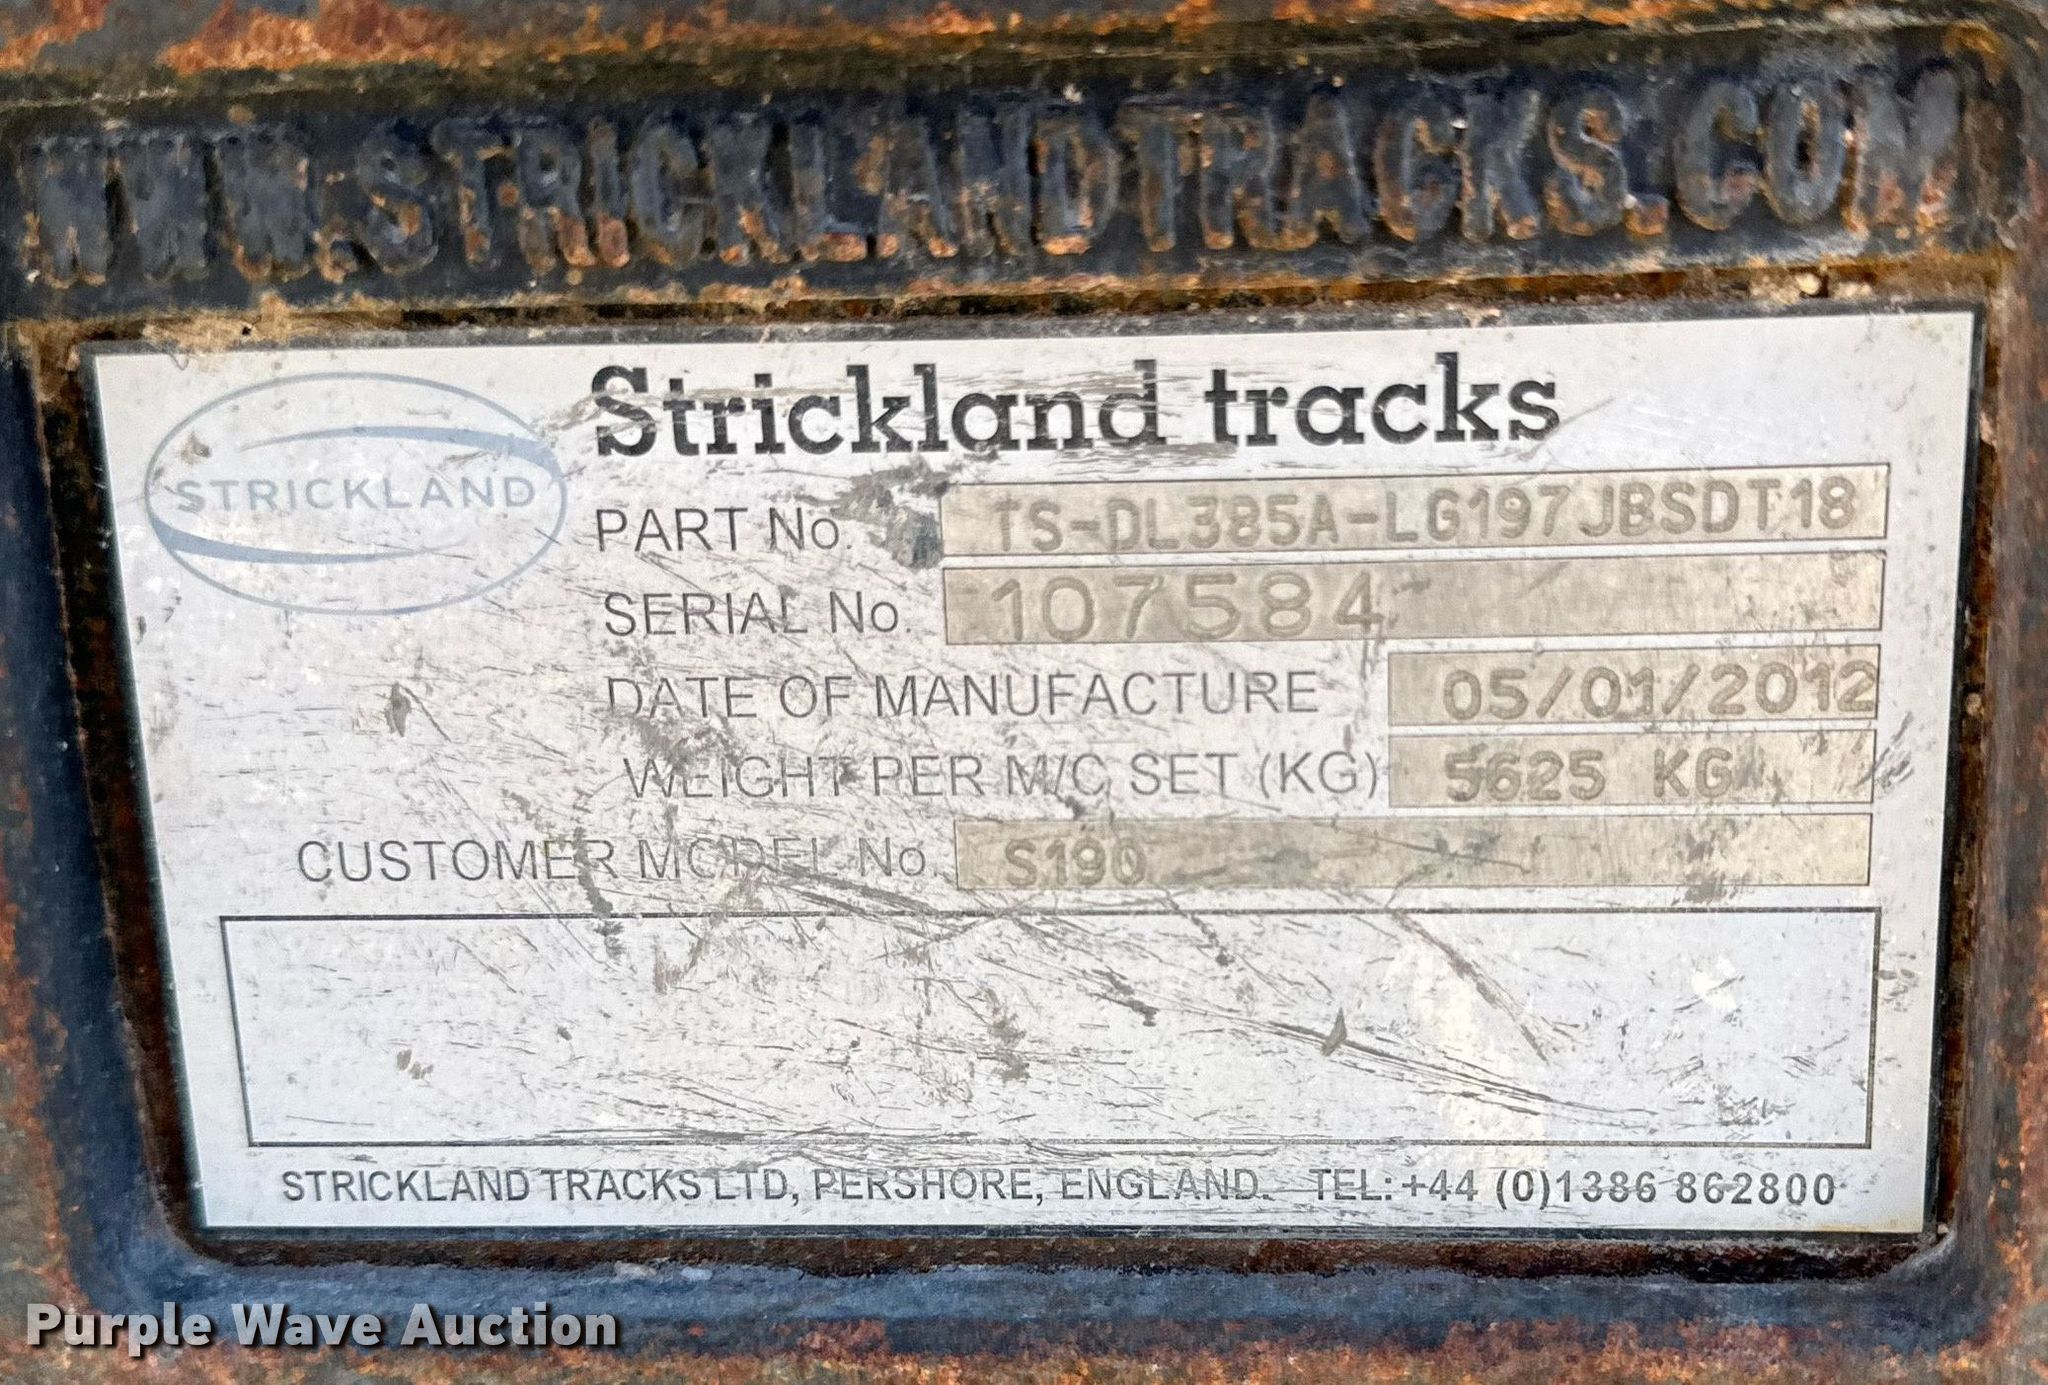 WWW.STRICKLANDTRACKS.COM
STRICKLAND
Strickland tracks
PART No. TS-DL385A-LG197JBSDT18
SERIAL No. 107584
DATE OF MANUFACTURE 05/01/2012
WEIGHT PER M/C SET (KG) 5625 KG
CUSTOMER MODEL No. S190
STRICKLAND TRACKS LTD, PERSHORE, ENGLAND. TEL: +44 (0)1386 862800
Purple Wave Auction